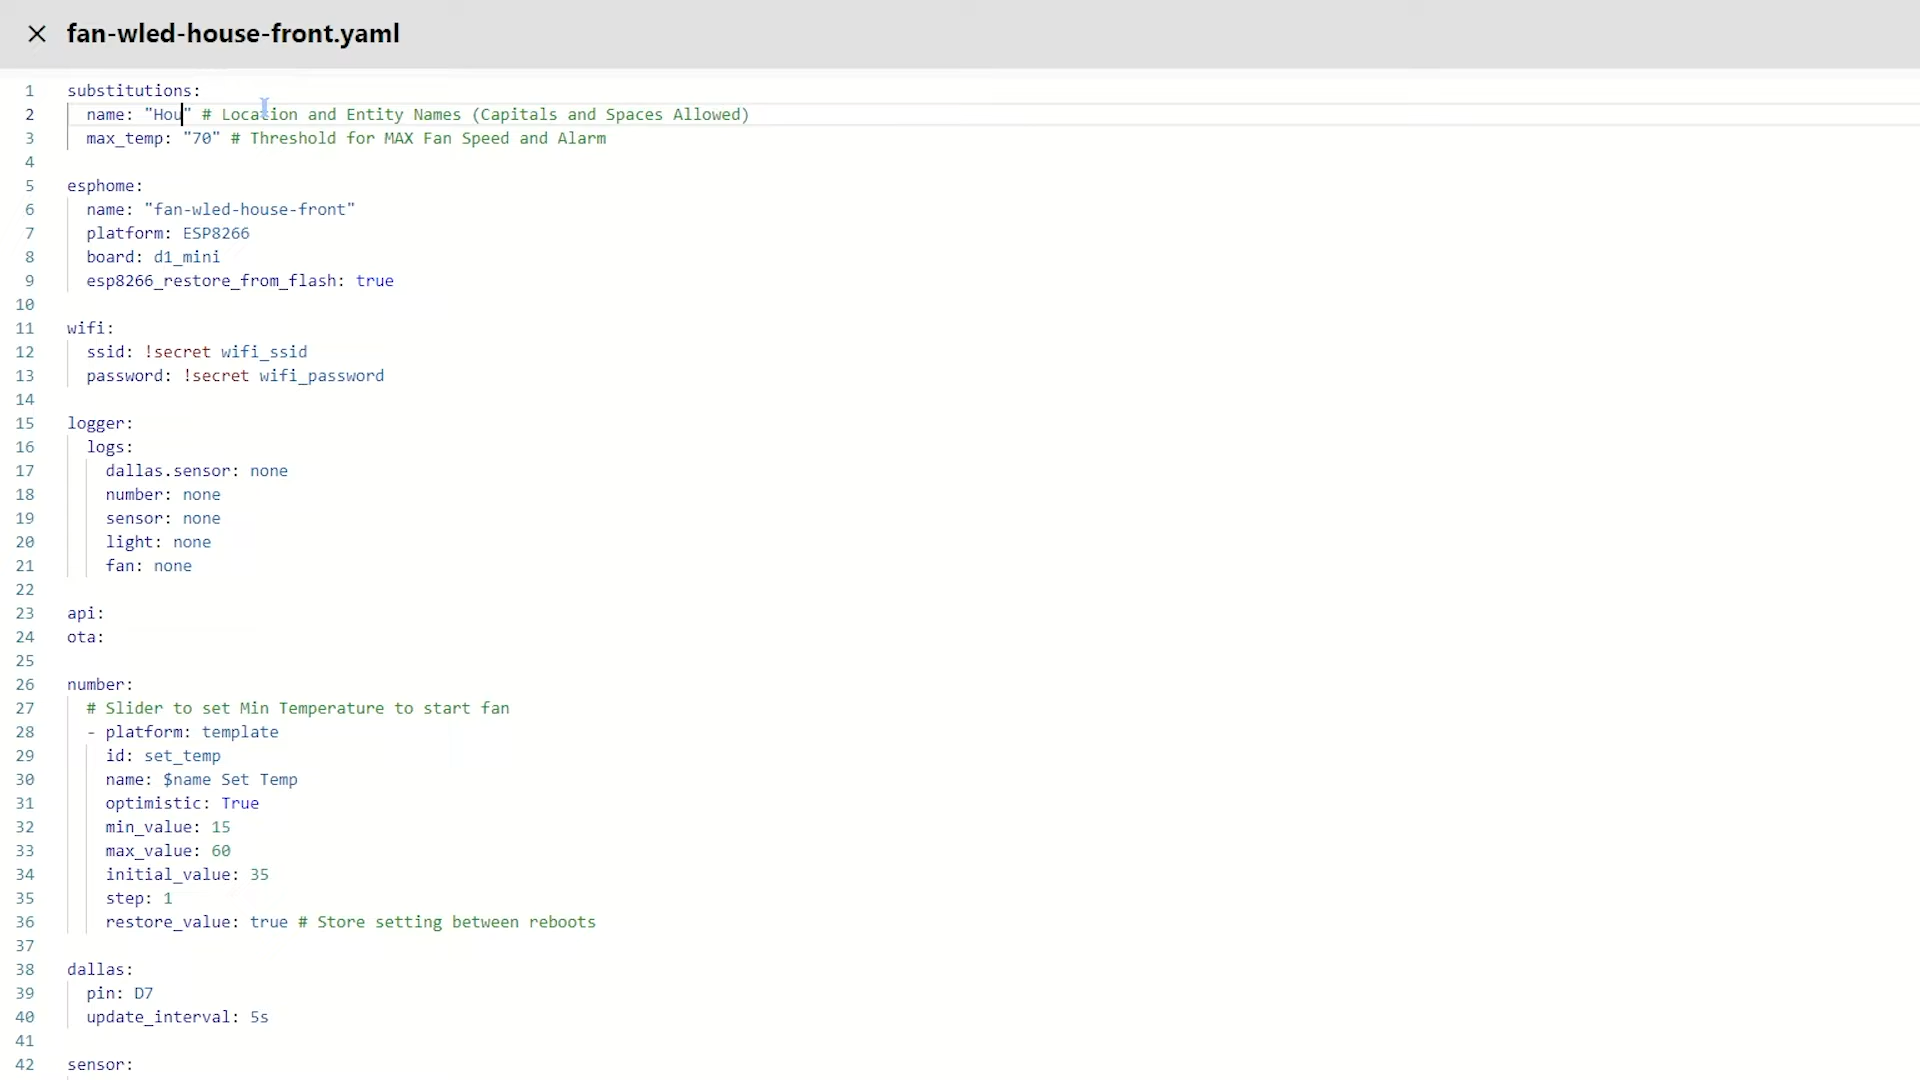 fan-wled-house-front.yaml
1 substitutions:
2 name: "Hou" # Location and Entity Names (Capitals and Spaces Allowed)
3 max_temp: "70" # Threshold for MAX Fan Speed and Alarm
4
5 esphome:
6 name: "fan-wled-house-front"
7 platform: ESP8266
8 board: d1_mini
9 esp8266_restore_from_flash: true
10
11 wifi:
12 ssid: !secret wifi_ssid
13 password: !secret wifi_password
14
15 logger:
16 logs:
17 dallas.sensor: none
18 number: none
19 sensor: none
20 light: none
21 fan: none
22
23 api:
24 ota:
25
26 number:
27 # Slider to set Min Temperature to start fan
28 - platform: template
29 id: set_temp
30 name: $name Set Temp
31 optimistic: True
32 min_value: 15
33 max_value: 60
34 initial_value: 35
35 step: 1
36 restore_value: true # Store setting between reboots
37
38 dallas:
39 pin: D7
40 update_interval: 5s
41
42 sensor: